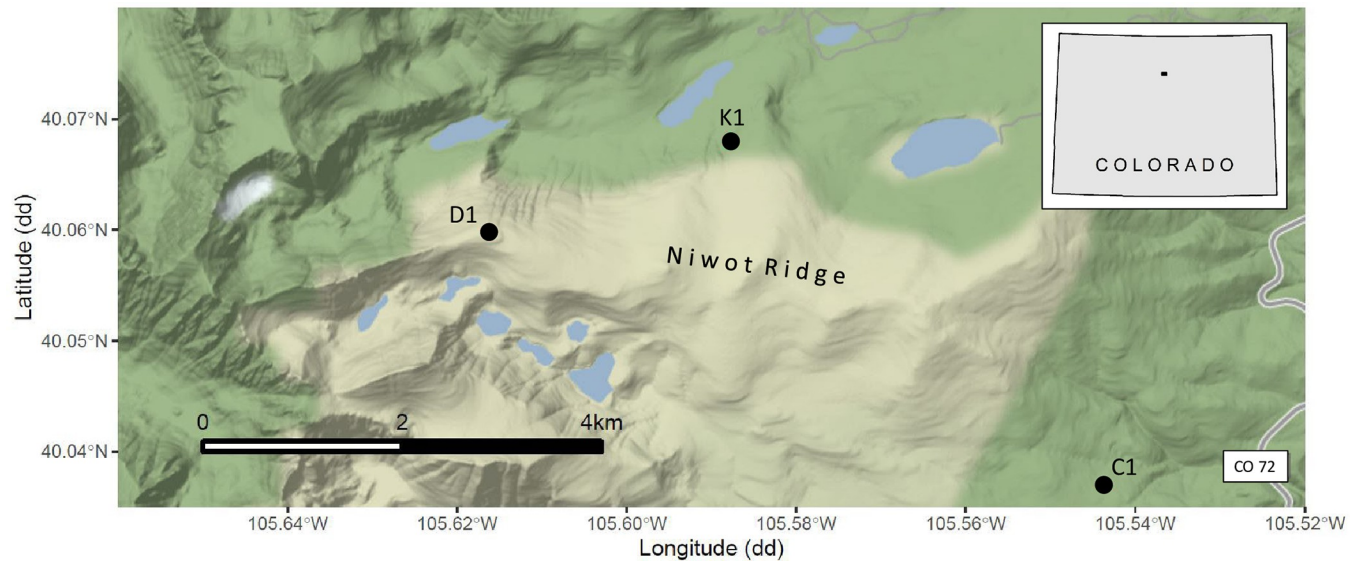 40.07°N
40.06°N
40.05°N
40.04°N
Latitude (dd)
K1
D1
Niwot Ridge
C1
COLORADO
CO 72
0 2 4km
105.64°W 105.62°W 105.60°W 105.58°W 105.56°W 105.54°W 105.52°W
Longitude (dd)